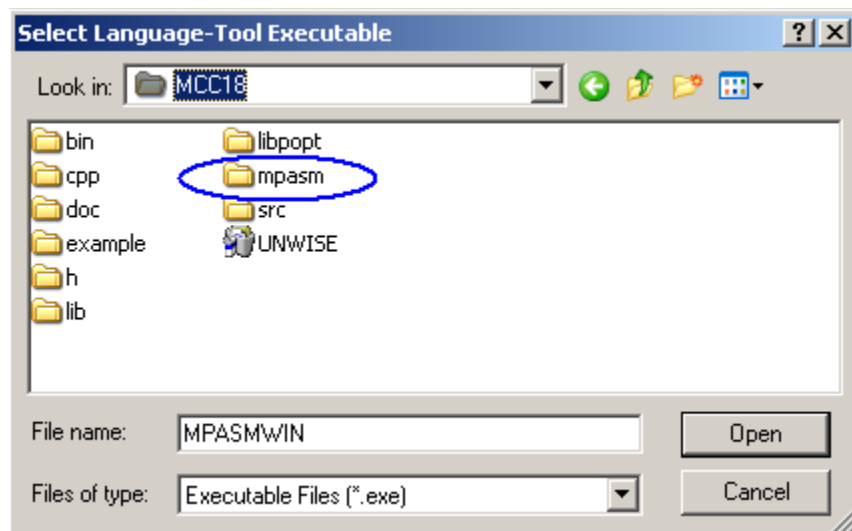 Select Language-Tool Executable
Look in: MCC18
bin libpopt
cpp mpasm
doc src
example UNWISE
h
lib
File name: MPASMWIN Open
Files of type: Executable Files (*.exe) Cancel